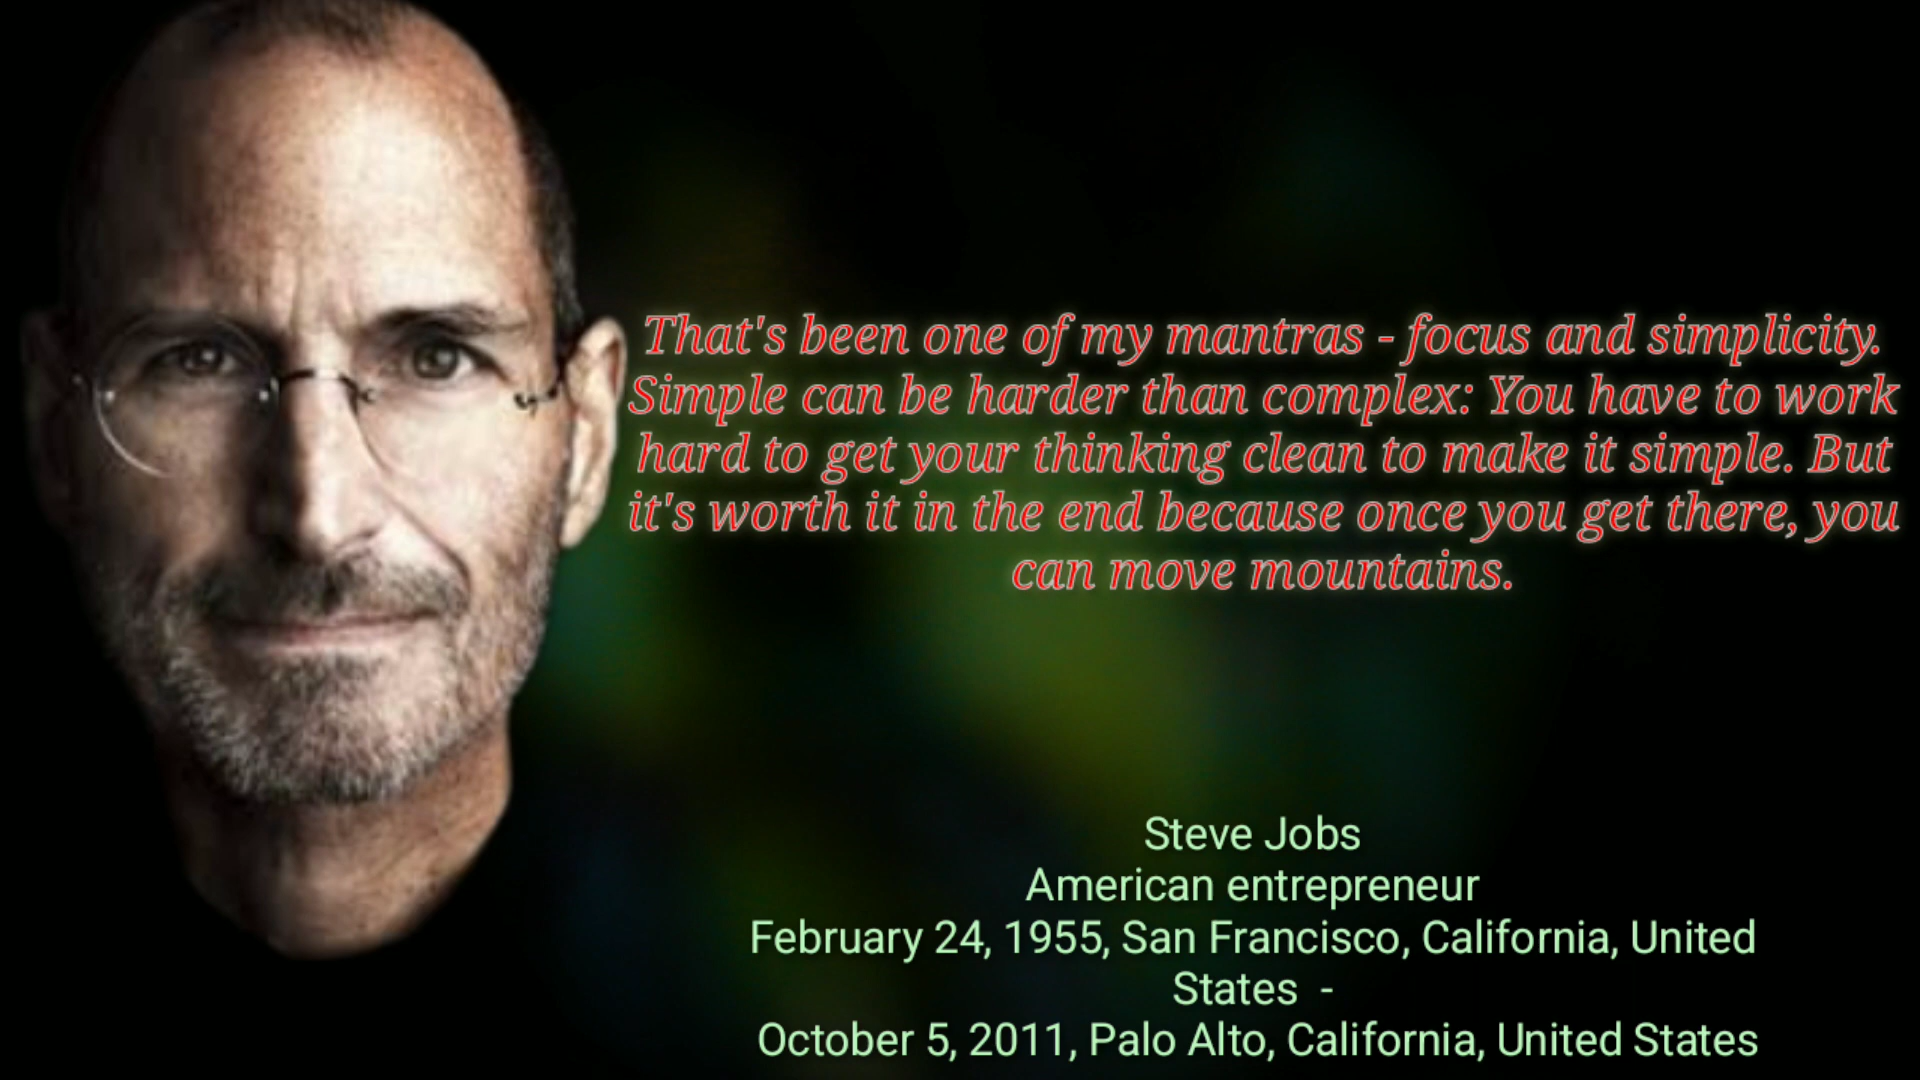 That's been one of my mantras - focus and simplicity.
Simple can be harder than complex: You have to work
hard to get your thinking clean to make it simple. But
it's worth it in the end because once you get there, you
can move mountains.
Steve Jobs
American entrepreneur
February 24, 1955, San Francisco, California, United
States -
October 5, 2011, Palo Alto, California, United States